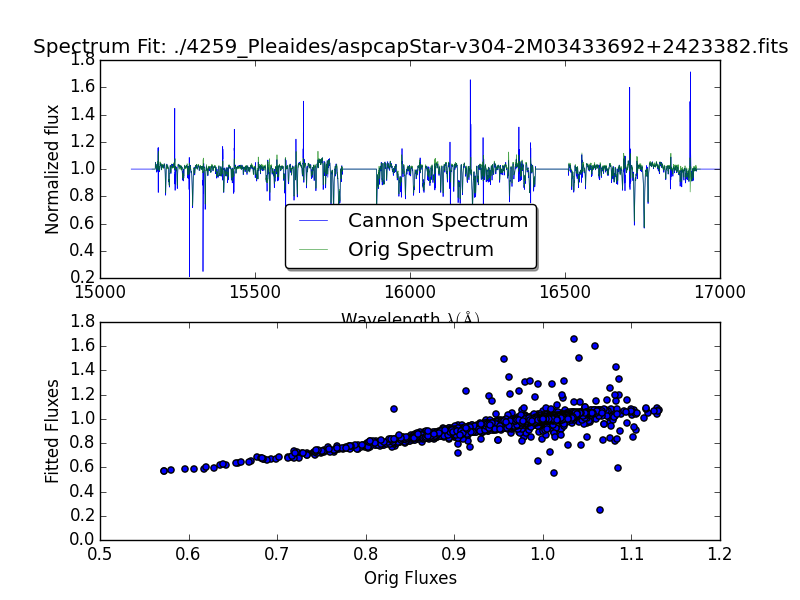 Spectrum Fit: ./4259_Pleaides/aspcapStar-v304-2M03433692+2423382.fits
Normalized flux
1.8
1.6
1.4
1.2
1.0
0.8
0.6
0.4
0.2
Cannon Spectrum
Orig Spectrum
15000 15500 16000 16500 17000
Wavelength λ(Å)
Fitted Fluxes
1.8
1.6
1.4
1.2
1.0
0.8
0.6
0.4
0.2
0.0
0.5 0.6 0.7 0.8 0.9 1.0 1.1 1.2
Orig Fluxes